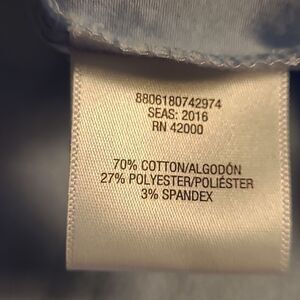 8806180742974
SEAS: 2016
RN 42000
70% COTTON/ALGODÓN
27% POLYESTER/POLIÉSTER
3% SPANDEX